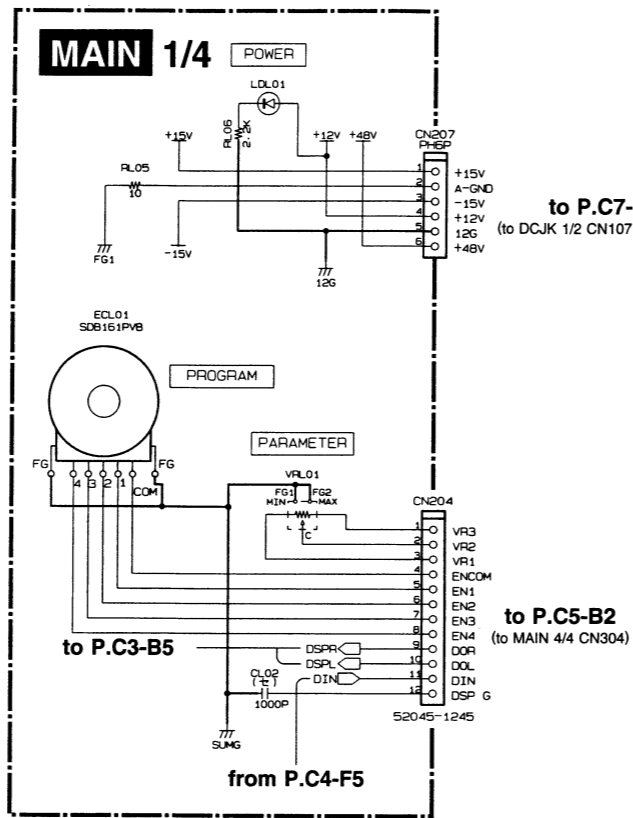 MAIN 1/4 POWER
LDL01
RL06
2.2K
+15V
+12V +48V
CN207
PH6P
RL05
10
1 +15V
2 A-GND
3 -15V
4 +12V
5 12G
6 +48V
to P.C7-
(to DCJK 1/2 CN107
FG1
-15V
12G
ECL01
SDB161PVB
PROGRAM
PARAMETER
FG 4 3 2 1 COM FG
VRL01
FG1 FG2
MIN MAX
C
CN204
1 VR3
2 VR2
3 VR1
4 ENCOM
5 EN1
6 EN2
7 EN3
8 EN4
9 DOR
10 DOL
11 DIN
12 DSP G
to P.C5-B2
(to MAIN 4/4 CN304)
to P.C3-B5
DSPR
DSPL
DIN
CL02
1000P
52045-1245
SUMG
from P.C4-F5